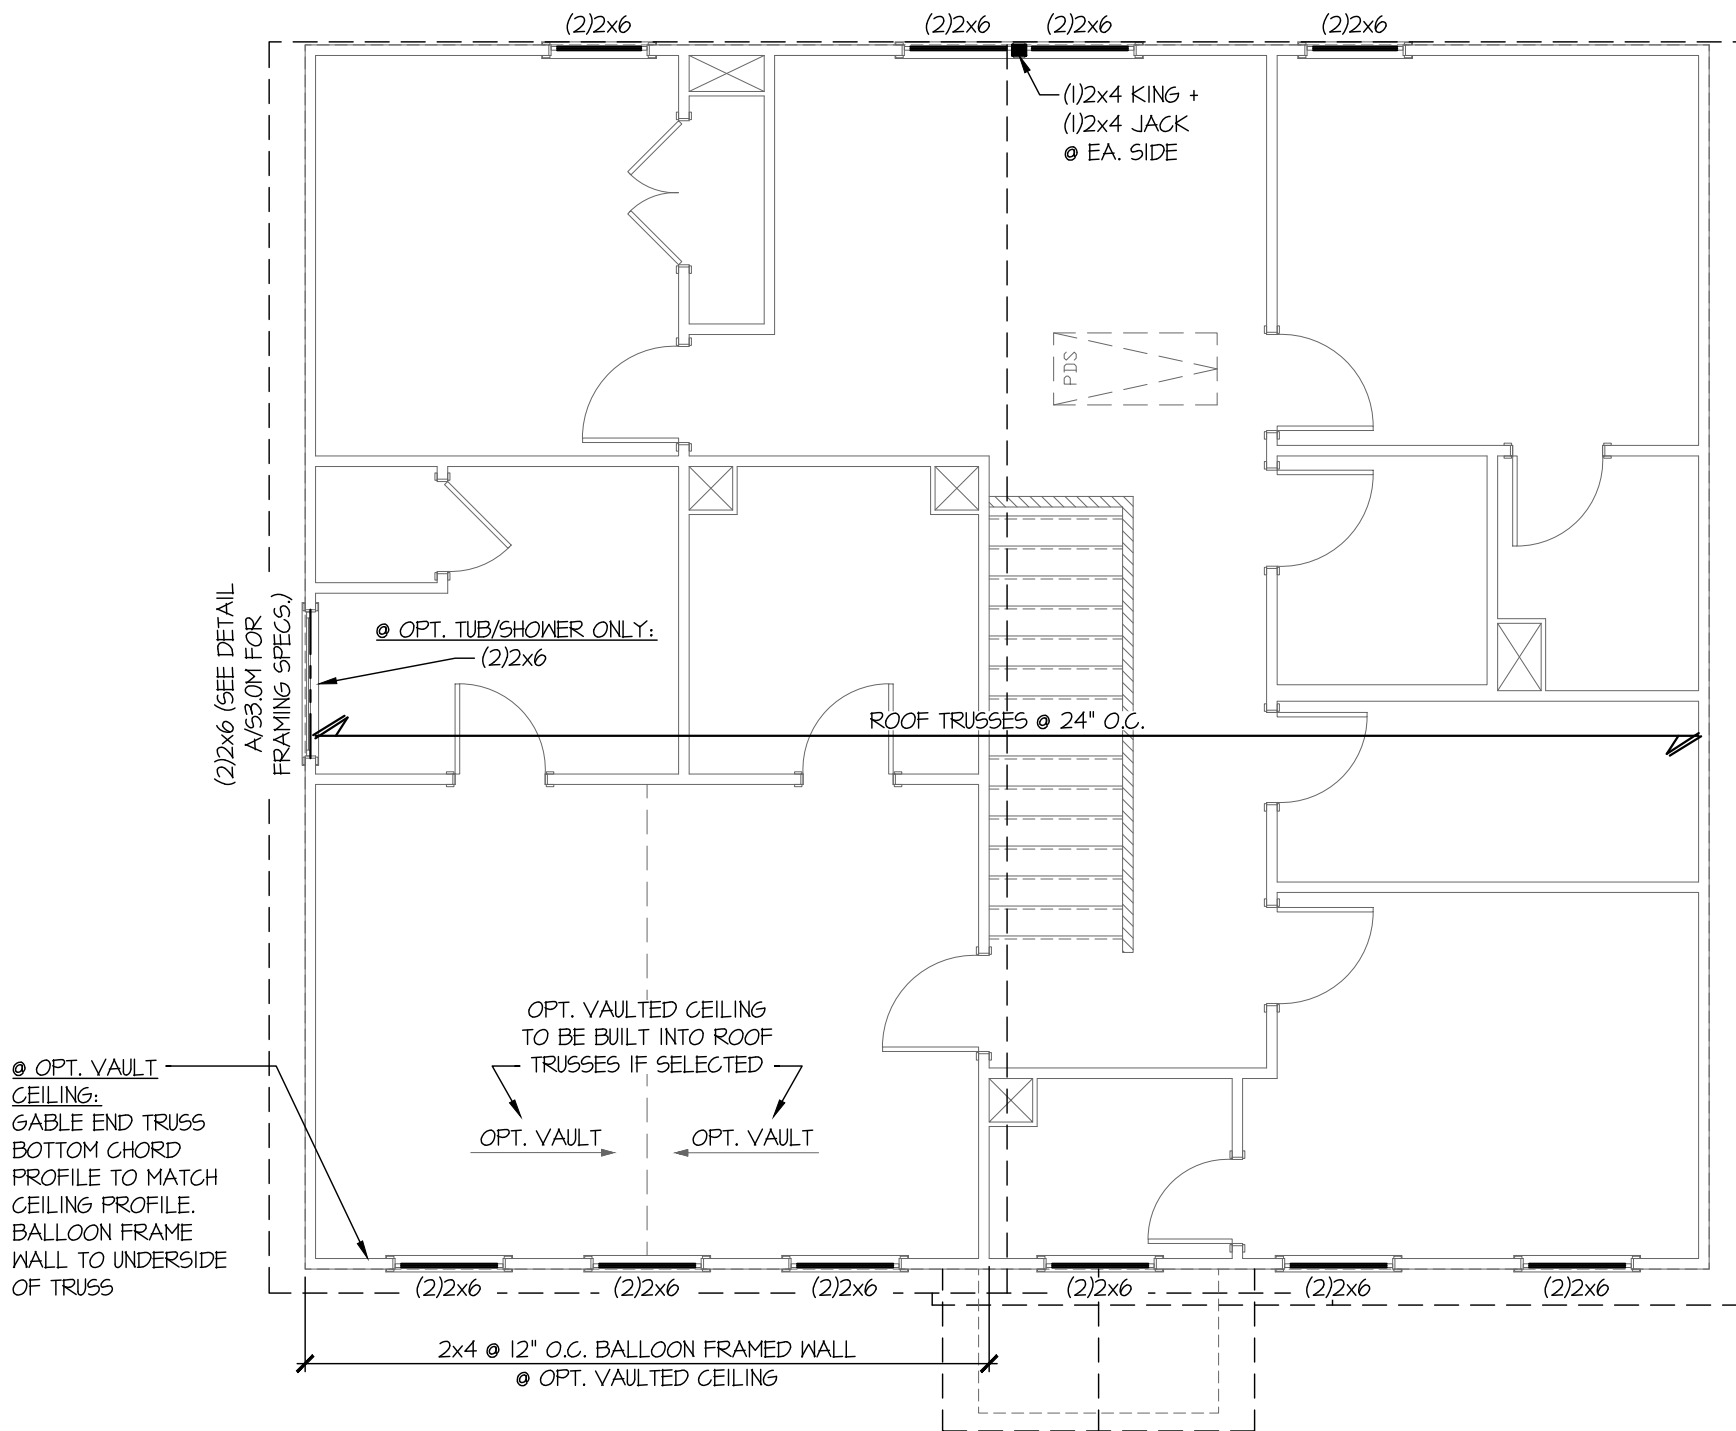 (2)2x6
(2)2x6
(2)2x6
(2)2x6
(1)2x4 KING +
(1)2x4 JACK
@ EA. SIDE
PDS
(2)2x6 (SEE DETAIL
A/S3.0M FOR
FRAMING SPECS.)
@ OPT. TUB/SHOWER ONLY:
(2)2x6
ROOF TRUSSES @ 24" O.C.
OPT. VAULTED CEILING
TO BE BUILT INTO ROOF
TRUSSES IF SELECTED
OPT. VAULT
OPT. VAULT
@ OPT. VAULT
CEILING:
GABLE END TRUSS
BOTTOM CHORD
PROFILE TO MATCH
CEILING PROFILE.
BALLOON FRAME
WALL TO UNDERSIDE
OF TRUSS
(2)2x6
(2)2x6
(2)2x6
(2)2x6
(2)2x6
(2)2x6
2x4 @ 12" O.C. BALLOON FRAMED WALL
@ OPT. VAULTED CEILING